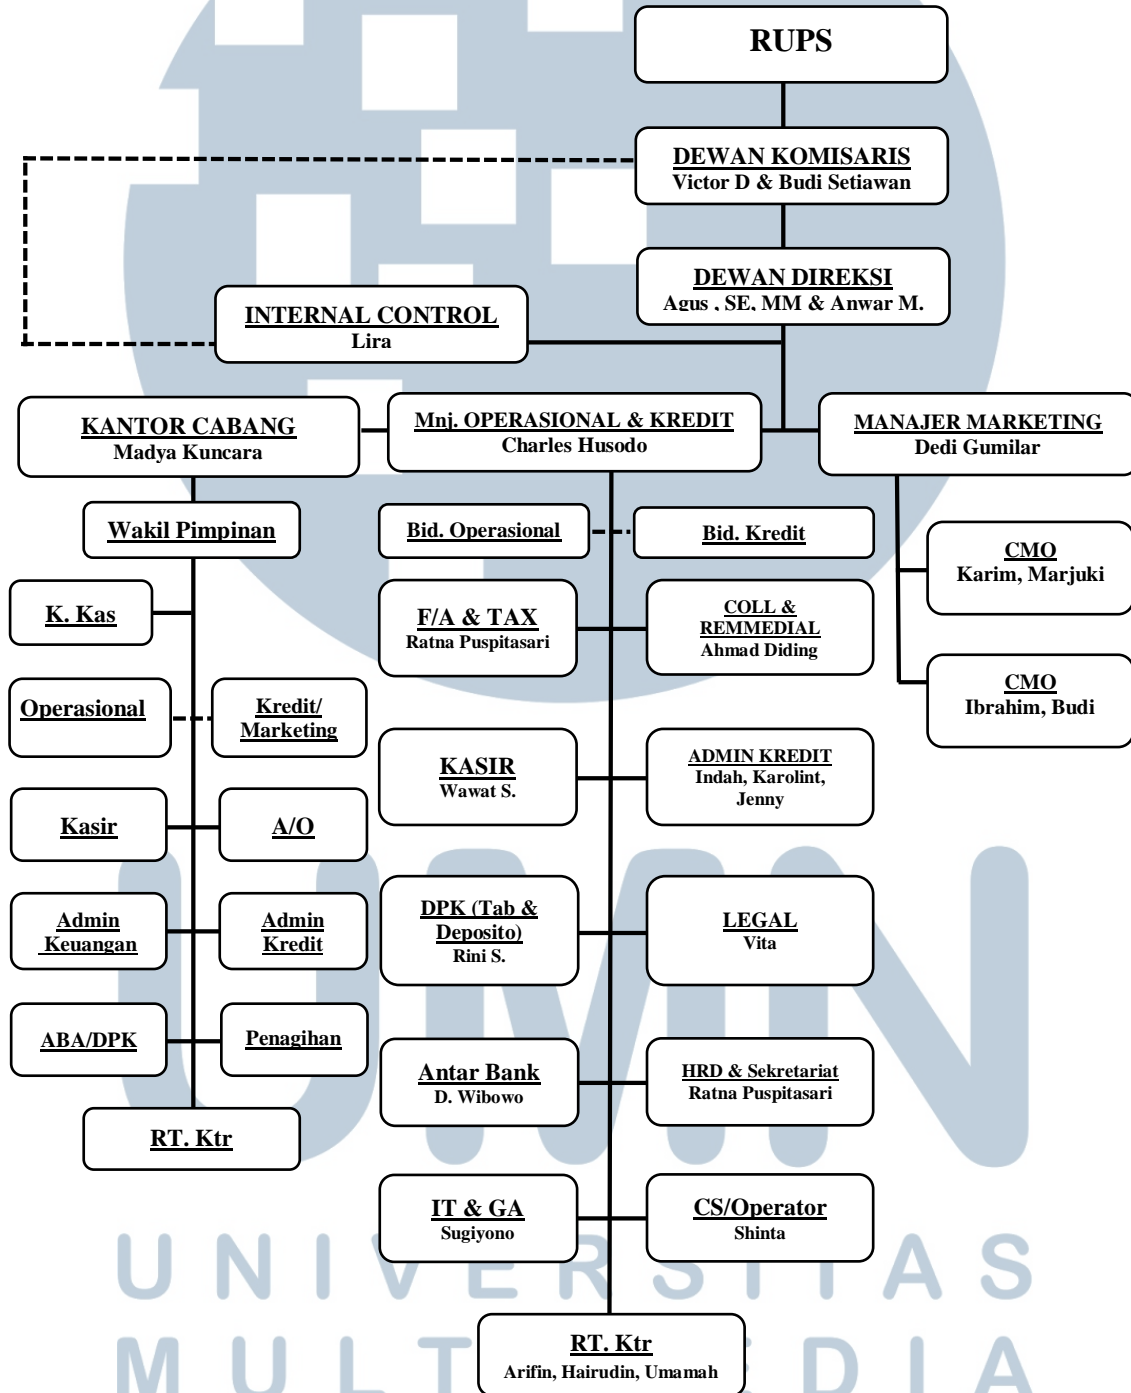 RUPS
DEWAN KOMISARIS
Victor D & Budi Setiawan
DEWAN DIREKSI
Agus , SE, MM & Anwar M.
INTERNAL CONTROL
Lira
KANTOR CABANG
Madya Kuncara
Mnj. OPERASIONAL & KREDIT
Charles Husodo
MANAJER MARKETING
Dedi Gumilar
Wakil Pimpinan
Bid. Operasional
Bid. Kredit
CMO
Karim, Marjuki
K. Kas
F/A & TAX
Ratna Puspitasari
COLL &
REMMEDIAL
Ahmad Diding
CMO
Ibrahim, Budi
Operasional
Kredit/
Marketing
KASIR
Wawat S.
ADMIN KREDIT
Indah, Karolint,
Jenny
Kasir
A/O
Admin
Keuangan
Admin
Kredit
DPK (Tab &
Deposito)
Rini S.
LEGAL
Vita
ABA/DPK
Penagihan
Antar Bank
D. Wibowo
HRD & Sekretariat
Ratna Puspitasari
RT. Ktr
IT & GA
Sugiyono
CS/Operator
Shinta
RT. Ktr
Arifin, Hairudin, Umamah
UMN
UNIVERSITAS
MULTIMEDIA